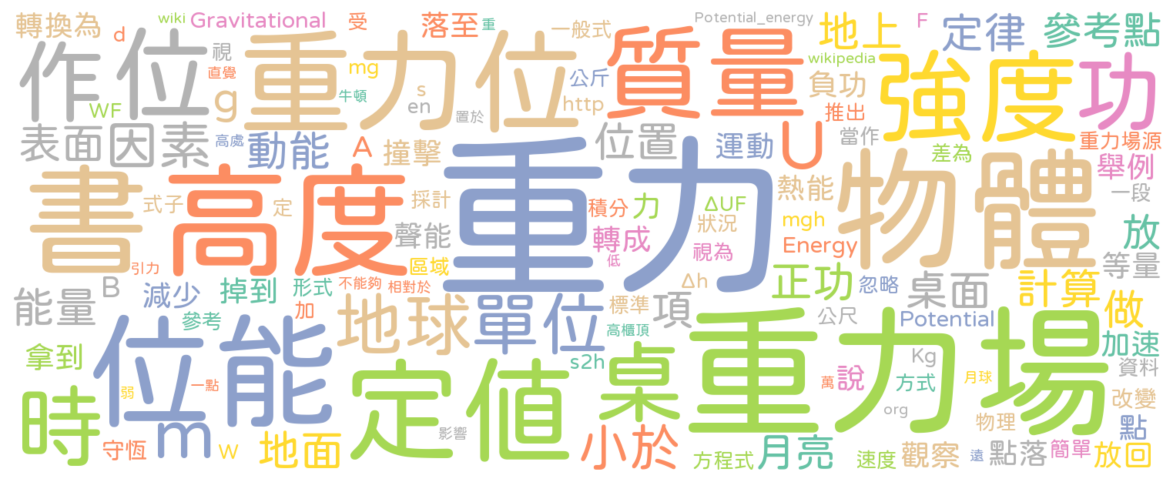 轉換為
wiki
Gravitational
受
落至
重
一般式
Potential_energy
F
地上
定律
參考點
d
視
直覺
作
位
重力位
質量
wikipedia
強度
功
WF
g
mg
牛頓
s
en
公斤
http
置於
負功
推出
表面
因素
高處
動能
A
撞擊
位置
運動
U
當作
差為
重力場源
舉例
一段
書
高度
重力
物體
式子
定
採計
聲能
積分
力
ΔUF
狀況
熱能
mgh
放
引力
區域
轉成
視為
低
Energy
等量
能量
B
減少
掉到
形式
不能夠
相對於
Δh
正功
忽略
桌面
計算
做
參考
加
地球
單位
標準
項
高櫃頂
公尺
Potential
加速
拿到
位能
s2h
Kg
資料
時
弱
一點
定值
桌
重力場
萬
說
方式
月球
改變
m
org
物理
點
守恆
W
地面
影響
小於
方程式
月亮
速度
觀察
遠
點落
簡單
放回